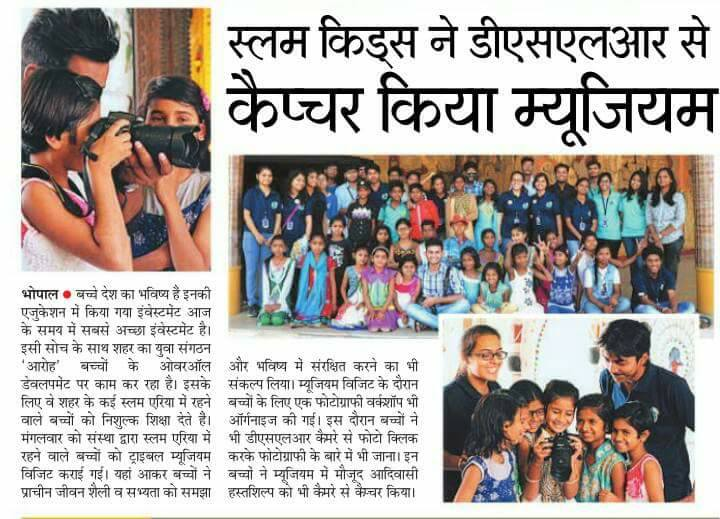 स्लम किड्स ने डीएसएलआर से
कैप्चर किया म्यूजियम
भोपाल ● बच्चे देश का भविष्य है इनकी
एजुकेशन में किया गया इंवेस्टमेंट आज
के समय में सबसे अच्छा इंवेस्टमेंट है।
इसी सोच के साथ शहर का युवा संगठन
‘आरोह’ बच्चों के ओवरऑल
डेवलपमेंट पर काम कर रहा है। इसके
लिए वे शहर के कई स्लम एरिया में रहने
वाले बच्चों को निशुल्क शिक्षा देते है।
मंगलवार को संस्था द्वारा स्लम एरिया में
रहने वाले बच्चों को ट्राइबल म्यूजियम
विजिट कराई गई। यहां आकर बच्चों ने
प्राचीन जीवन शैली व सभ्यता को समझा
और भविष्य में संरक्षित करने का भी
संकल्प लिया। म्यूजियम विजिट के दौरान
बच्चों के लिए एक फोटोग्राफी वर्कशॉप भी
ऑर्गनाइज की गई। इस दौरान बच्चों ने
भी डीएसएलआर कैमरे से फोटो क्लिक
करके फोटोग्राफी के बारे में भी जाना। इन
बच्चों ने म्यूजियम में मौजूद आदिवासी
हस्तशिल्प को भी कैमरे से कैप्चर किया।